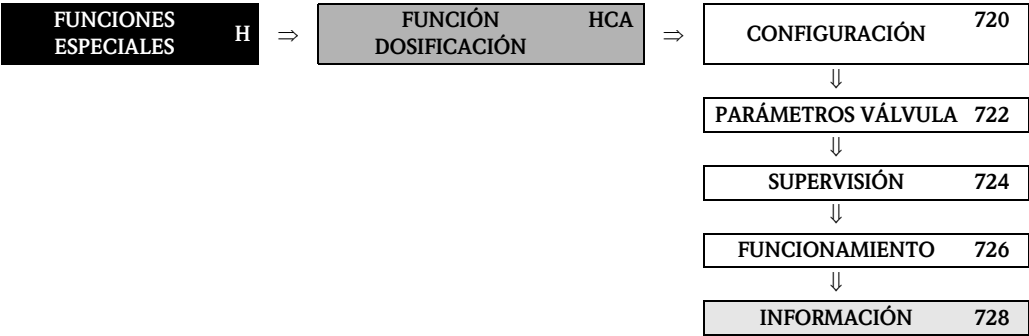 FUNCIONES
ESPECIALES H ⇒ FUNCIÓN
DOSIFICACIÓN HCA ⇒ CONFIGURACIÓN 720
⇓
PARÁMETROS VÁLVULA 722
⇓
SUPERVISIÓN 724
⇓
FUNCIONAMIENTO 726
⇓
INFORMACIÓN 728